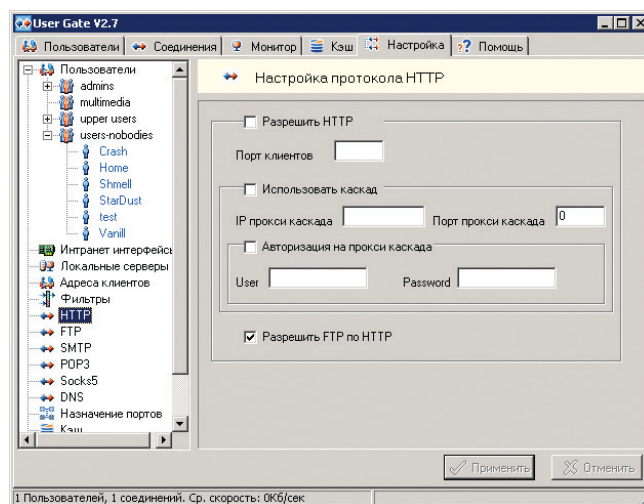 User Gate V2.7
Пользователи Соединения Монитор Кэш Настройка Помощь
Пользователи
admins
multimedia
upper users
users-nobodies
Crash
Home
Shmell
StarDust
test
Vanill
Интранет интерфейсы
Локальные серверы
Адреса клиентов
Фильтры
HTTP
FTP
SMTP
POP3
Socks5
DNS
Назначение портов
Кэш
Настройка протокола HTTP
Разрешить HTTP
Порт клиентов
Использовать каскад
IP прокси каскада Порт прокси каскада 0
Авторизация на прокси каскада
User Password
Разрешить FTP по HTTP
Применить Отменить
1 Пользователей, 1 соединений. Ср. скорость: 0Кб/сек